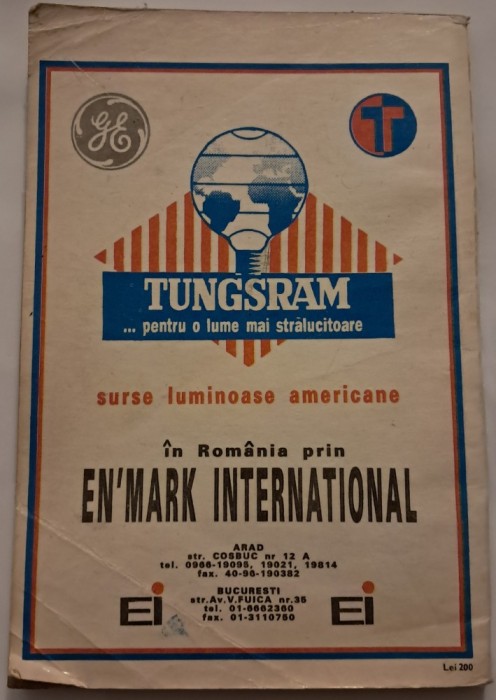 GE
T
TUNGSRAM
... pentru o lume mai strălucitoare
surse luminoase americane
în România prin
EN'MARK INTERNATIONAL
ARAD
str. COSBUC nr 12 A
tel. 0966-19095, 19021, 19814
fax. 40-96-190382
BUCURESTI
str.Av.V.FUICA nr.35
tel. 01-6662360
fax. 01-3110750
Ei Ei
Lei 200